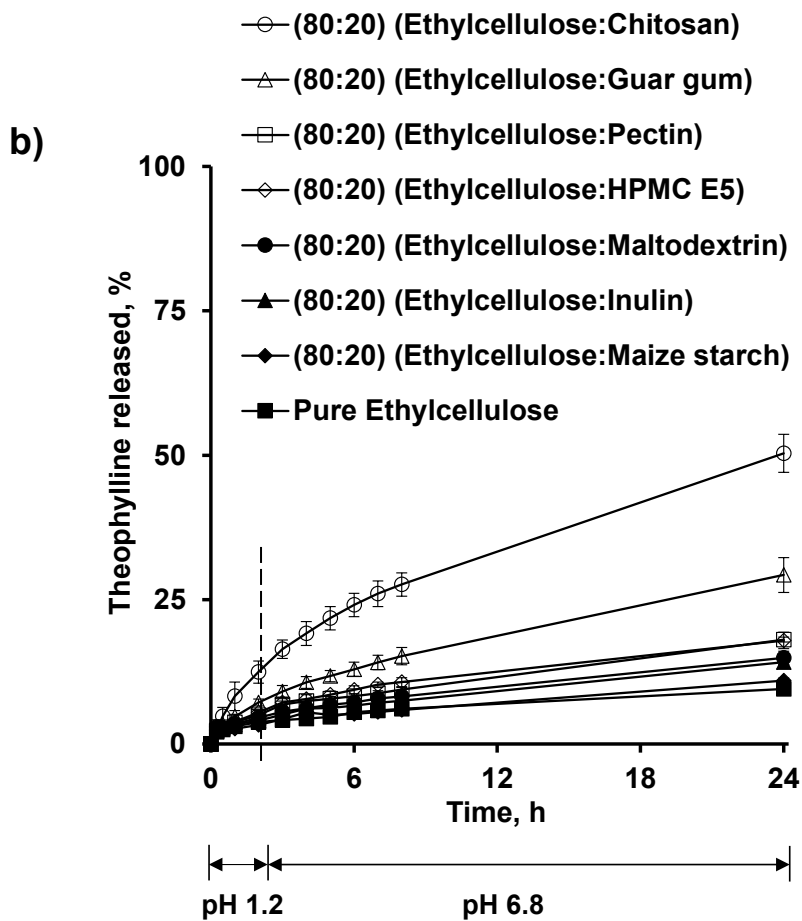 (80:20) (Ethylcellulose:Chitosan)
(80:20) (Ethylcellulose:Guar gum)
b)
(80:20) (Ethylcellulose:Pectin)
(80:20) (Ethylcellulose:HPMC E5)
(80:20) (Ethylcellulose:Maltodextrin)
(80:20) (Ethylcellulose:Inulin)
(80:20) (Ethylcellulose:Maize starch)
Pure Ethylcellulose
Theophylline released, %
100
75
50
25
0
0 6 12 18 24
Time, h
pH 1.2 pH 6.8